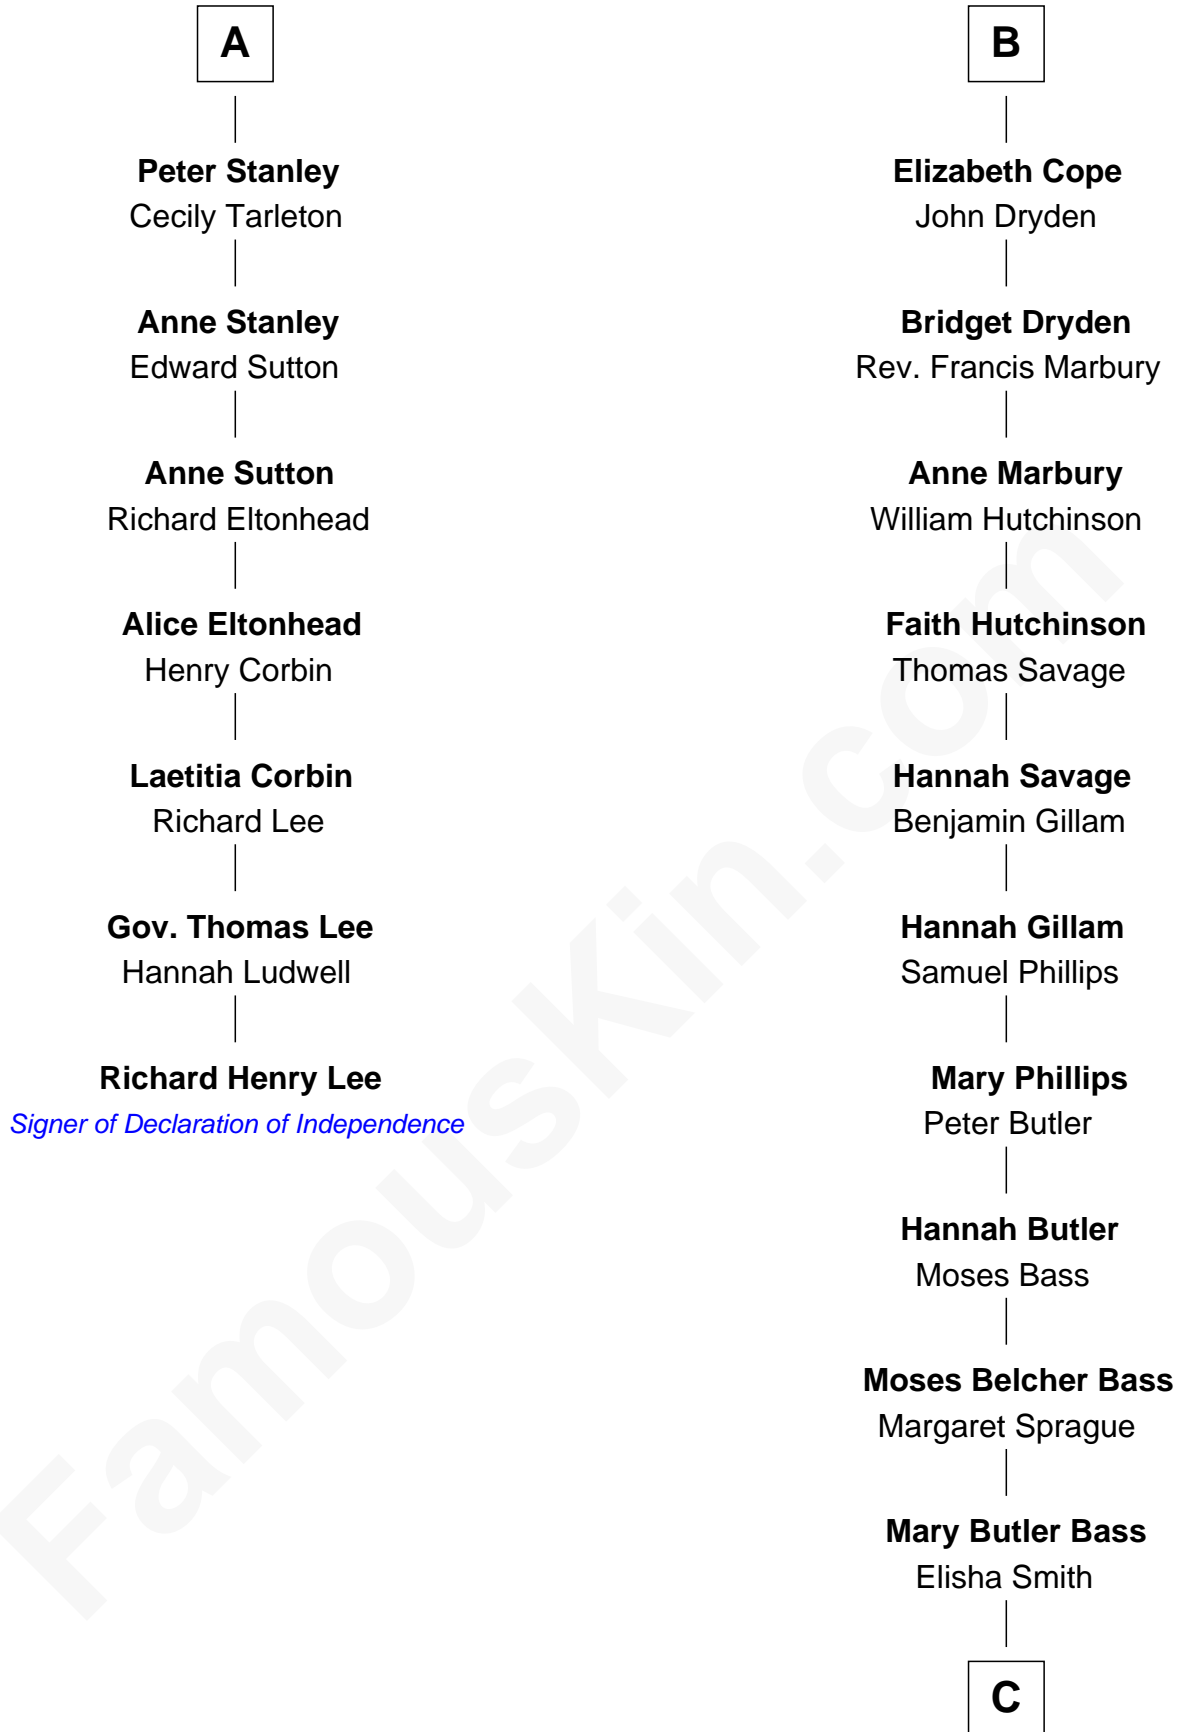 A
Peter Stanley
Cecily Tarleton
Anne Stanley
Edward Sutton
Anne Sutton
Richard Eltonhead
Alice Eltonhead
Henry Corbin
Laetitia Corbin
Richard Lee
Gov. Thomas Lee
Hannah Ludwell
Richard Henry Lee
Signer of Declaration of Independence
B
Elizabeth Cope
John Dryden
Bridget Dryden
Rev. Francis Marbury
Anne Marbury
William Hutchinson
Faith Hutchinson
Thomas Savage
Hannah Savage
Benjamin Gillam
Hannah Gillam
Samuel Phillips
Mary Phillips
Peter Butler
Hannah Butler
Moses Bass
Moses Belcher Bass
Margaret Sprague
Mary Butler Bass
Elisha Smith
C
FamousKin.com